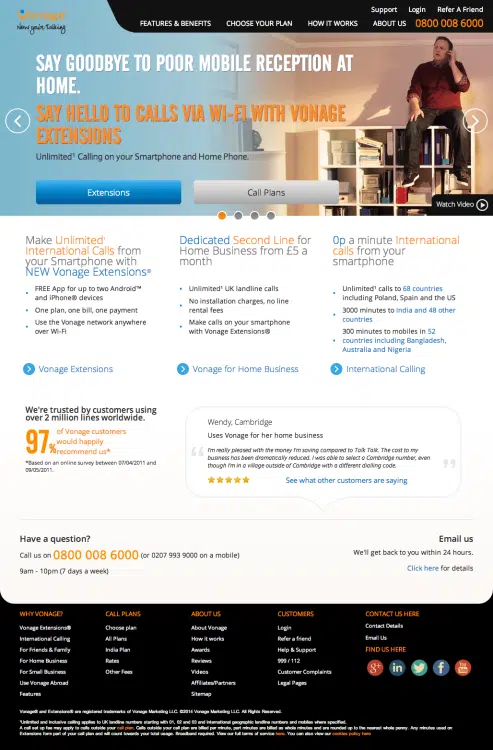 Support Login Refer A Friend
Vonage
Now you're talking
FEATURES & BENEFITS CHOOSE YOUR PLAN HOW IT WORKS ABOUT US 0800 008 6000
SAY GOODBYE TO POOR MOBILE RECEPTION AT
HOME.
SAY HELLO TO CALLS VIA WI-FI WITH VONAGE
EXTENSIONS
Unlimited¹ Calling on your Smartphone and Home Phone.
Extensions Call Plans
Watch Video
Make Unlimited¹
International Calls from
your Smartphone with
NEW Vonage Extensions®
FREE App for up to two Android™
and iPhone® devices
One plan, one bill, one payment
Use the Vonage network anywhere
over Wi-Fi
Vonage Extensions
Dedicated Second Line for
Home Business from £5 a
month
Unlimited¹ UK landline calls
No installation charges, no line
rental fees
Make calls on your smartphone
with Vonage Extensions®
Vonage for Home Business
0p a minute International
calls from your
smartphone
Unlimited¹ calls to 68 countries
including Poland, Spain and the US
3000 minutes to India and 48 other
countries
300 minutes to mobiles in 52
countries including Bangladesh,
Australia and Nigeria
International Calling
We're trusted by customers using
over 2 million lines worldwide.
97% of Vonage customers
would happily
recommend us*
*Based on an online survey between 07/04/2011 and
09/05/2011.
Wendy, Cambridge
Uses Vonage for her home business
I'm really pleased with the money I'm saving compared to Talk Talk. The cost to my
business has been dramatically reduced. I was able to select a Cambridge number, even
though I'm in a village outside of Cambridge with a different dialling code.
See what other customers are saying
Have a question?
Call us on 0800 008 6000 (or 0207 993 9000 on a mobile)
9am - 10pm (7 days a week)
Email us
We'll get back to you within 24 hours.
Click here for details
WHY VONAGE?
Vonage Extensions®
International Calling
For Friends & Family
For Home Business
For Small Business
Use Vonage Abroad
Features
CALL PLANS
Choose plan
All Plans
India Plan
Rates
Other Fees
ABOUT US
About Vonage
How it works
Awards
Reviews
Videos
Affiliates/Partners
Sitemap
CUSTOMERS
Login
Refer a friend
Help & Support
999 / 112
Customer Complaints
Legal Pages
CONTACT US HERE
Contact Details
Email Us
FIND US HERE
Vonage® and Extensions® are registered trademarks of Vonage Marketing LLC. ©2014 Vonage Marketing LLC. All Rights Reserved.
¹Unlimited and inclusive calling applies to UK landline numbers starting with 01, 02 and 03 and international geographic landline numbers and mobiles where specified.
A call set up fee may apply to calls outside your call plan. Calls outside your call plan are billed per minute, part minutes are billed as whole minutes and are rounded up to the nearest whole penny. Any minutes used on
Extensions form part of your call plan and will count towards your total usage. Broadband required. View our full terms of service here. You can also view our cookies policy here